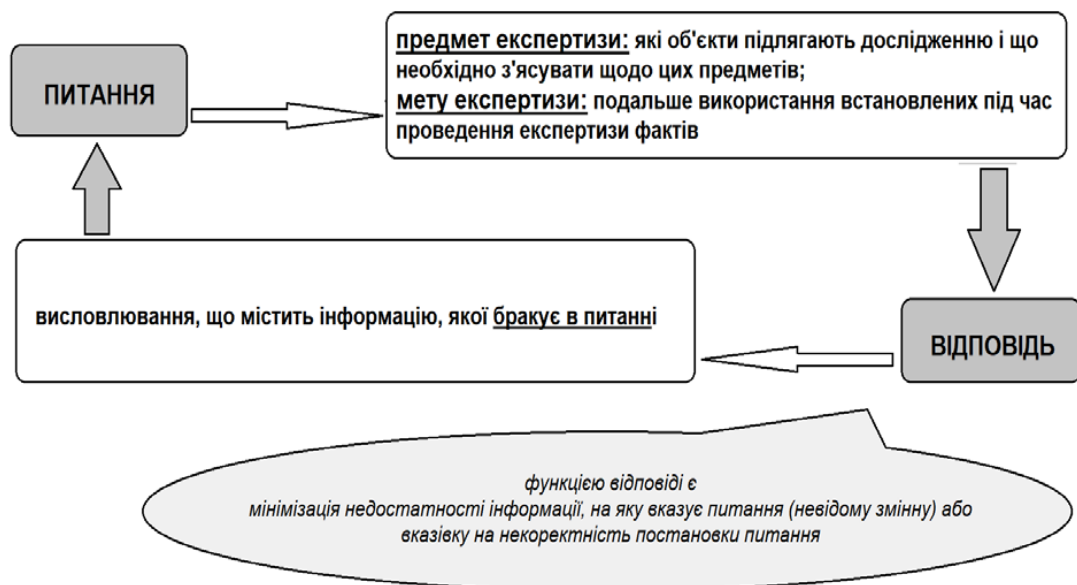 ПИТАННЯ
предмет експертизи: які об'єкти підлягають дослідженню і що
необхідно з'ясувати щодо цих предметів;
мету експертизи: подальше використання встановлених під час
проведення експертизи фактів
висловлювання, що містить інформацію, якої бракує в питанні
ВІДПОВІДЬ
функцією відповіді є
мінімізація недостатності інформації, на яку вказує питання (невідому змінну) або
вказівку на некоректність постановки питання